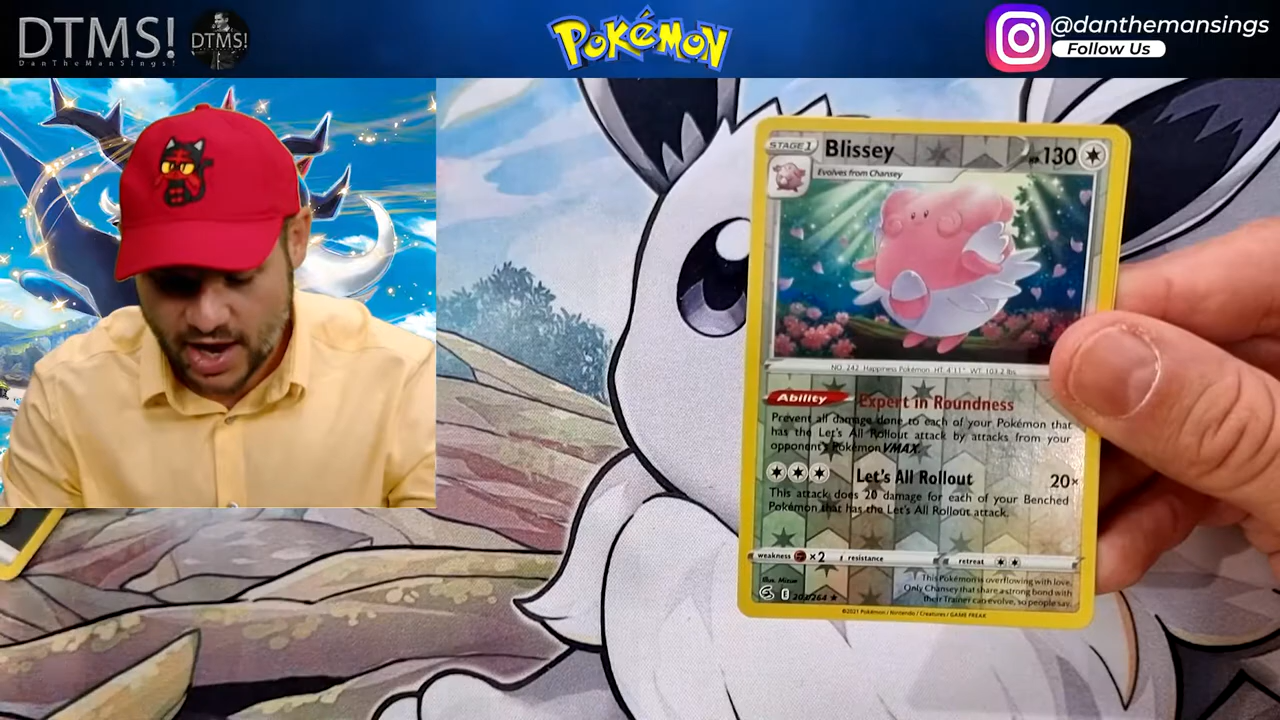 DTMS!
DanTheManSings!
DTMS!
POKÉMON
@danthemansings
Follow Us
STAGE 1
Blissey
HP 130
Evolves from Chansey
NO. 242 Happiness Pokémon HT: 4'11" WT: 103.2 lbs
Ability Expert in Roundness
Prevent all damage done to each of your Pokémon that
has the Let's All Rollout attack by attacks from your
opponent's Pokémon VMAX.
Let's All Rollout 20×
This attack does 20 damage for each of your Benched
Pokémon that has the Let's All Rollout attack.
weakness ×2 resistance retreat
This Pokémon is overflowing with love.
Only Chansey that share a strong bond with
their Trainer can evolve, so people say.
©2021 Pokémon / Nintendo / Creatures / GAME FREAK